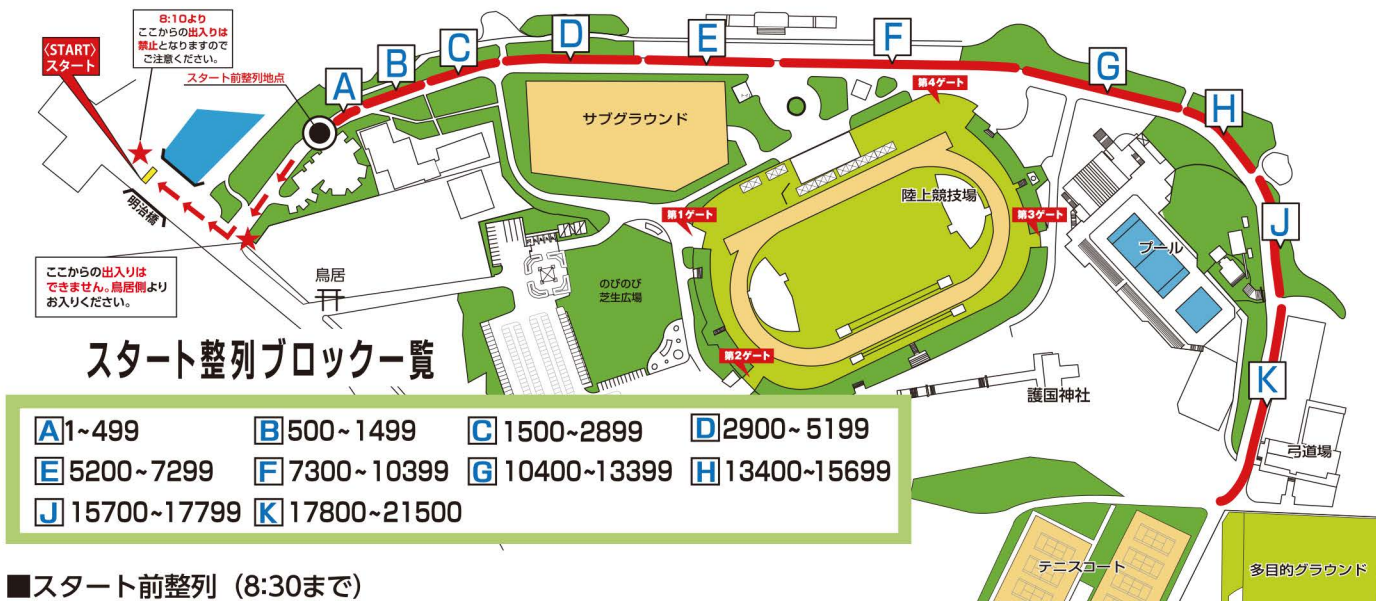 〈START〉
スタート
8:10より
ここからの出入りは
禁止となりますので
ご注意ください。
スタート前整列地点
A
B
C
D
E
F
G
H
J
K
サブグラウンド
第4ゲート
第1ゲート
陸上競技場
第3ゲート
プール
明治橋
ここからの出入りは
できません。鳥居側より
お入りください。
鳥居
のびのび
芝生広場
第2ゲート
護国神社
弓道場
スタート整列ブロック一覧
A 1~499
B 500~1499
C 1500~2899
D 2900~5199
E 5200~7299
F 7300~10399
G 10400~13399
H 13400~15699
J 15700~17799
K 17800~21500
テニスコート
多目的グラウンド
■スタート前整列（8:30まで）